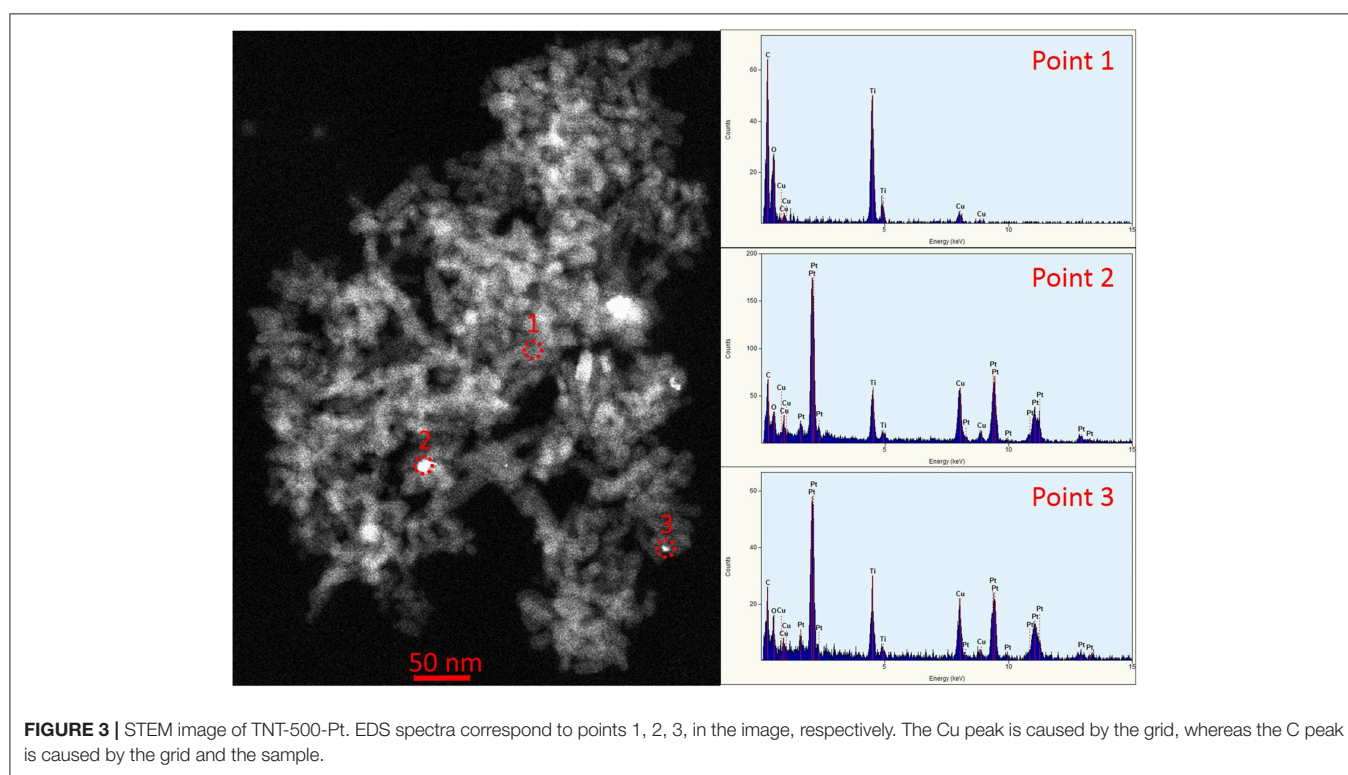 1
2
3
50 nm
Point 1
C
Ti
O
Cu
Cu
Cu
Ti
Cu
Cu
60
40
20
Counts
5
10
15
Energy (keV)
Point 2
Pt
Pt
C
Cu
O
Cu
Cu
Pt
Pt
Ti
Ti
Cu
Pt
Cu
Pt
Pt
Pt
Pt
Pt
Pt
Pt
Pt
200
150
100
50
Counts
5
10
15
Energy (keV)
Point 3
Pt
Pt
C
O
Cu
Cu
Cu
Pt
Pt
Ti
Ti
Cu
Pt
Cu
Pt
Pt
Pt
Pt
Pt
Pt
Pt
Pt
60
40
20
Counts
5
10
15
Energy (keV)
FIGURE 3 | STEM image of TNT-500-Pt. EDS spectra correspond to points 1, 2, 3, in the image, respectively. The Cu peak is caused by the grid, whereas the C peak
is caused by the grid and the sample.